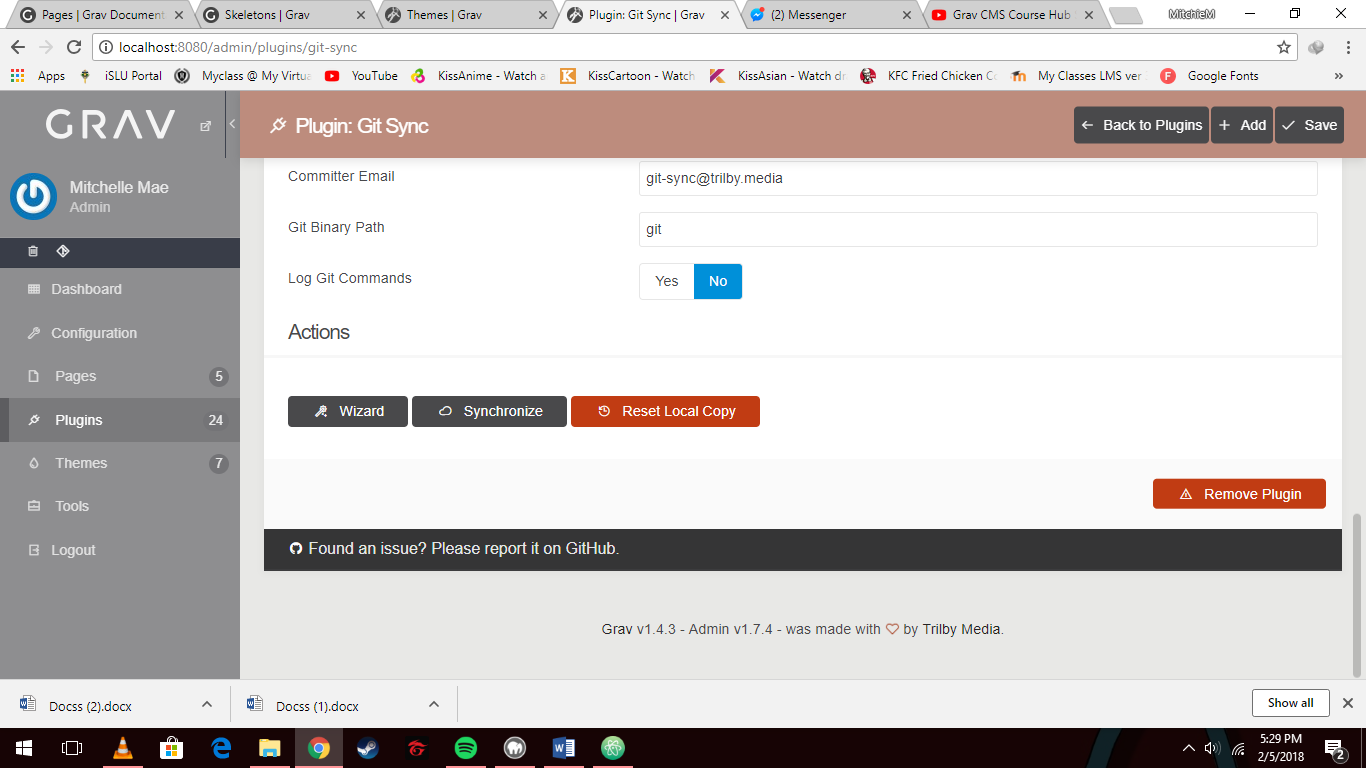 Pages | Grav Document
Skeletons | Grav
Themes | Grav
Plugin: Git Sync | Grav
(2) Messenger
Grav CMS Course Hub
MitchieM
localhost:8080/admin/plugins/git-sync
Apps
iSLU Portal
Myclass @ My Virtua
YouTube
KissAnime - Watch a
KissCartoon - Watch
KissAsian - Watch dr
KFC Fried Chicken Co
My Classes LMS ver
Google Fonts
»
GRAV
Plugin: Git Sync
Back to Plugins
Add
Save
Mitchelle Mae
Admin
Dashboard
Configuration
Pages 5
Plugins 24
Themes 7
Tools
Logout
Committer Email
git-sync@trilby.media
Git Binary Path
git
Log Git Commands
Yes No
Actions
Wizard
Synchronize
Reset Local Copy
Remove Plugin
Found an issue? Please report it on GitHub.
Grav v1.4.3 - Admin v1.7.4 - was made with ♡ by Trilby Media.
Docss (2).docx
Docss (1).docx
Show all
5:29 PM
2/5/2018
2